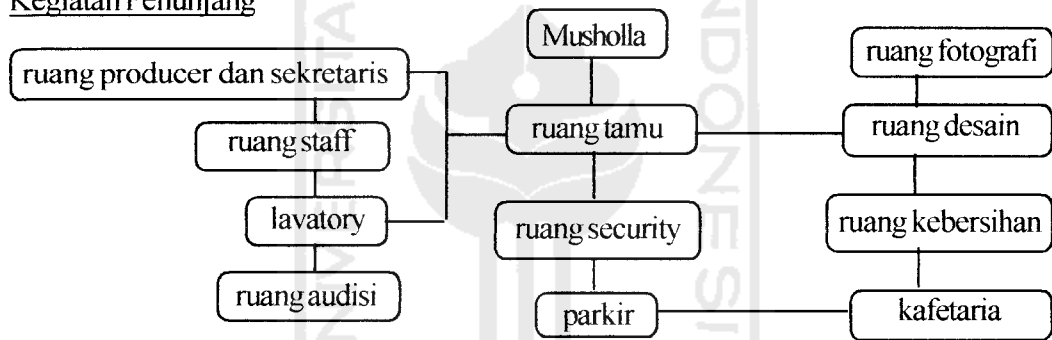 Kegiatan Penunjang
Musholla
ruang fotografi
ruang producer dan sekretaris
ruang tamu
ruang desain
ruang staff
lavatory
ruang security
ruang kebersihan
ruang audisi
parkir
kafetaria